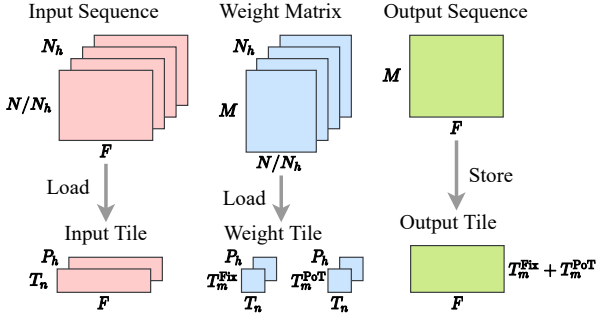 Input Sequence
Weight Matrix
Output Sequence
N_h
N/N_h
F
N_h
M
N/N_h
M
F
Load
Load
Store
Input Tile
Weight Tile
Output Tile
P_h
T_n
F
P_h
T_m^Fix
T_n
P_h
T_m^PoT
T_n
T_m^Fix + T_m^PoT
F